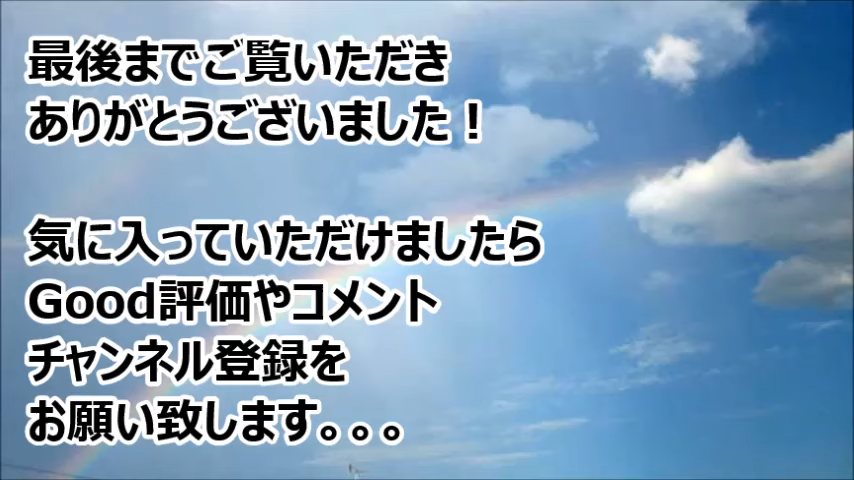 最後までご覧いただき
ありがとうございました！
気に入っていただけましたら
Good評価やコメント
チャンネル登録を
お願い致します。。。